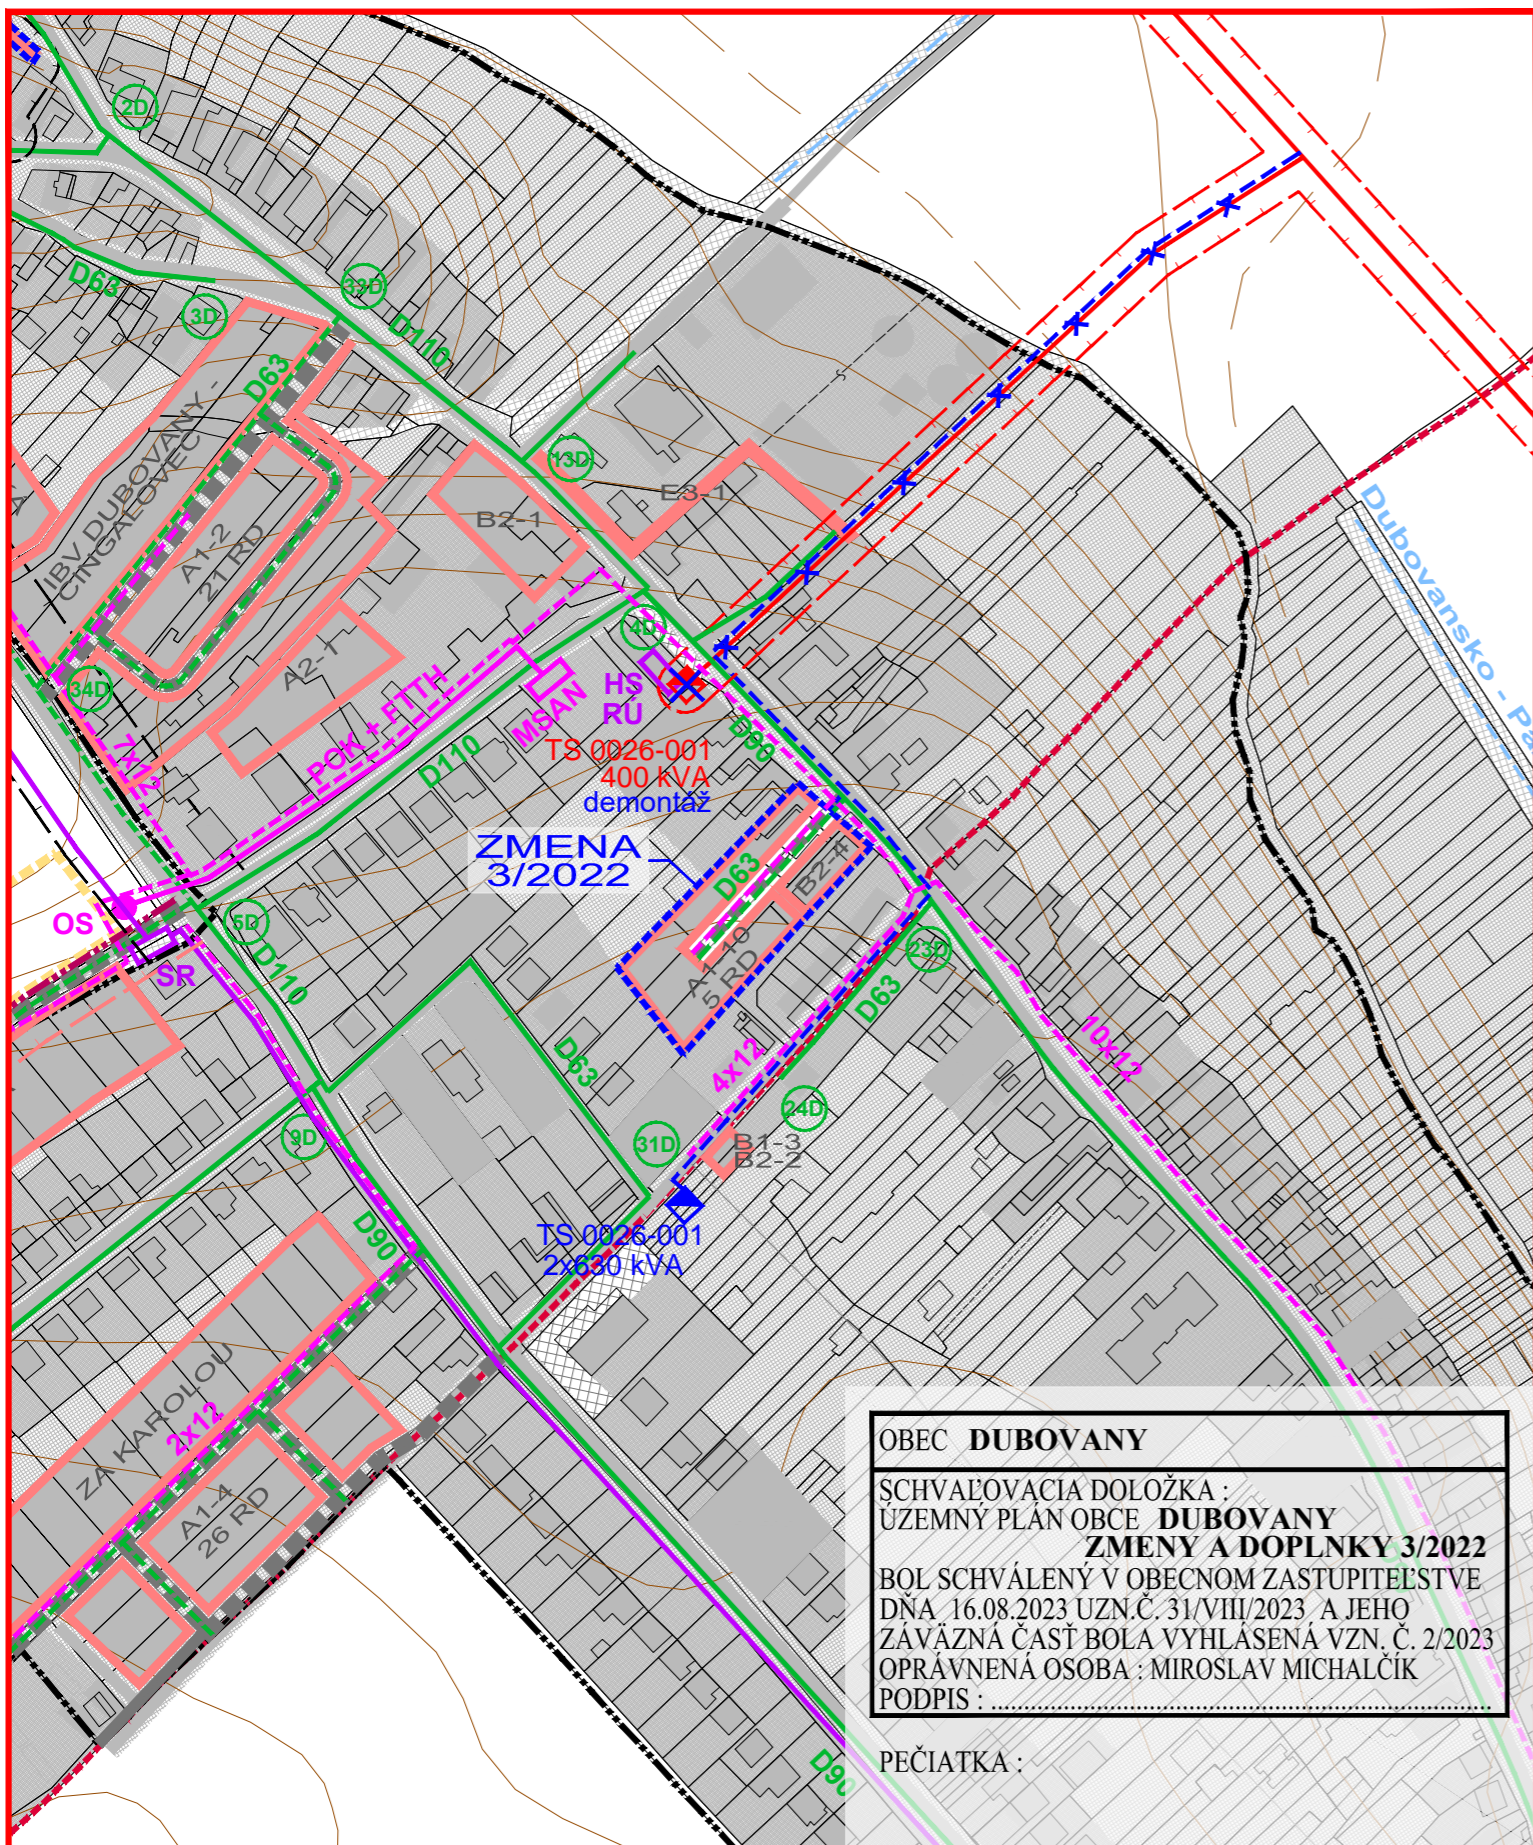 2D
D63
33D
3D
D110
D63
IBV DUBOVANY -
CINGALOVEC
A1-2
21 RD
13D
B2-1
E3-1
Dubovansko - Pa
34D
A2-1
4D
7x12
POK + FTTH
D110
MSAN
HS
RÚ
TS 0026-001
400 kVA
demontáž
D90
ZMENA
3/2022
D63
B2-4
A1-10
5 RD
OS
5D
SR
D110
23D
D63
D63
4x12
10x12
24D
9D
31D
B1-3
B2-2
D90
TS 0026-001
2x630 kVA
ZA KAROLOU
2x12
A1-4
26 RD
D90
OBEC DUBOVANY
SCHVAĽOVACIA DOLOŽKA :
ÚZEMNÝ PLÁN OBCE DUBOVANY
ZMENY A DOPLNKY 3/2022
BOL SCHVÁLENÝ V OBECNOM ZASTUPITEĽSTVE
DŇA 16.08.2023 UZN.Č. 31/VIII/2023 A JEHO
ZÁVÄZNÁ ČASŤ BOLA VYHLÁSENÁ VZN. Č. 2/2023
OPRÁVNENÁ OSOBA : MIROSLAV MICHALČÍK
PODPIS : ................................................................................
PEČIATKA :